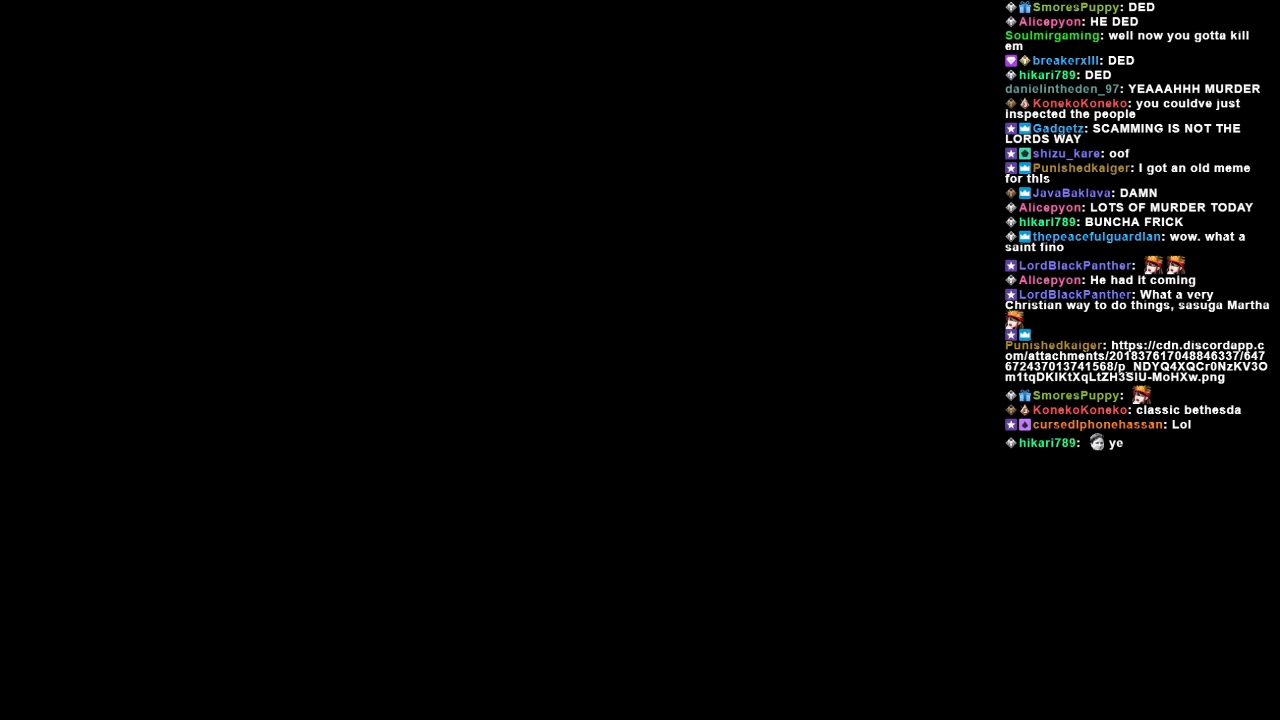 SmoresPuppy: DED
Alicepyon: HE DED
Soulmirgaming: well now you gotta kill
em
breakerxIII: DED
hikari789: DED
danielintheden_97: YEAAAHHH MURDER
KonekoKoneko: you couldve just
inspected the people
Gadgetz: SCAMMING IS NOT THE
LORDS WAY
shizu_kare: oof
Punishedkaiger: I got an old meme
for this
JavaBaklava: DAMN
Alicepyon: LOTS OF MURDER TODAY
hikari789: BUNCHA FRICK
thepeacefulguardian: wow. what a
saint fino
LordBlackPanther:
Alicepyon: He had it coming
LordBlackPanther: What a very
Christian way to do things, sasuga Martha
Punishedkaiger: https://cdn.discordapp.c
om/attachments/201837617048846337/647
672437013741568/p_NDYQ4XQCr0NzKV3O
m1tqDKIKtXqLtZH3SIU-MoHXw.png
SmoresPuppy:
KonekoKoneko: classic bethesda
cursediphonehassan: Lol
hikari789: ye